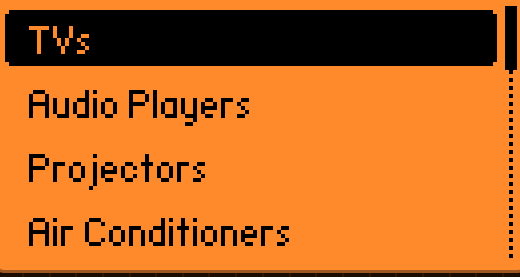 TVs
Audio Players
Projectors
Air Conditioners